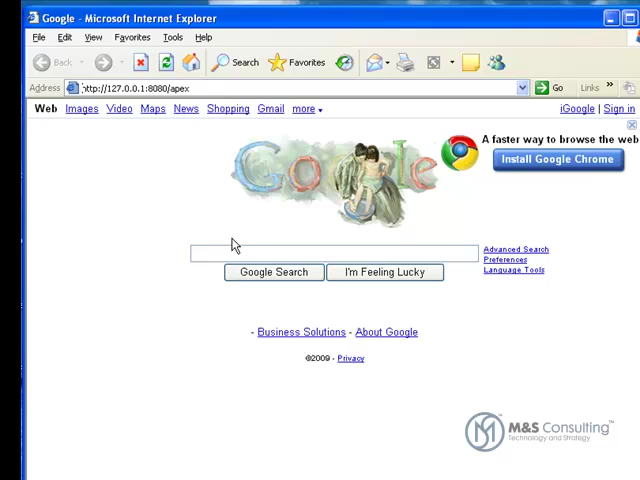 Google - Microsoft Internet Explorer
File Edit View Favorites Tools Help
Back Search Favorites
Address http://127.0.0.1:8080/apex Go Links »
Web Images Video Maps News Shopping Gmail more ▾ iGoogle | Sign in
A faster way to browse the web
Install Google Chrome
Google
Advanced Search
Preferences
Language Tools
Google Search I'm Feeling Lucky
- Business Solutions - About Google
©2009 - Privacy
M&S Consulting™
Technology and Strategy